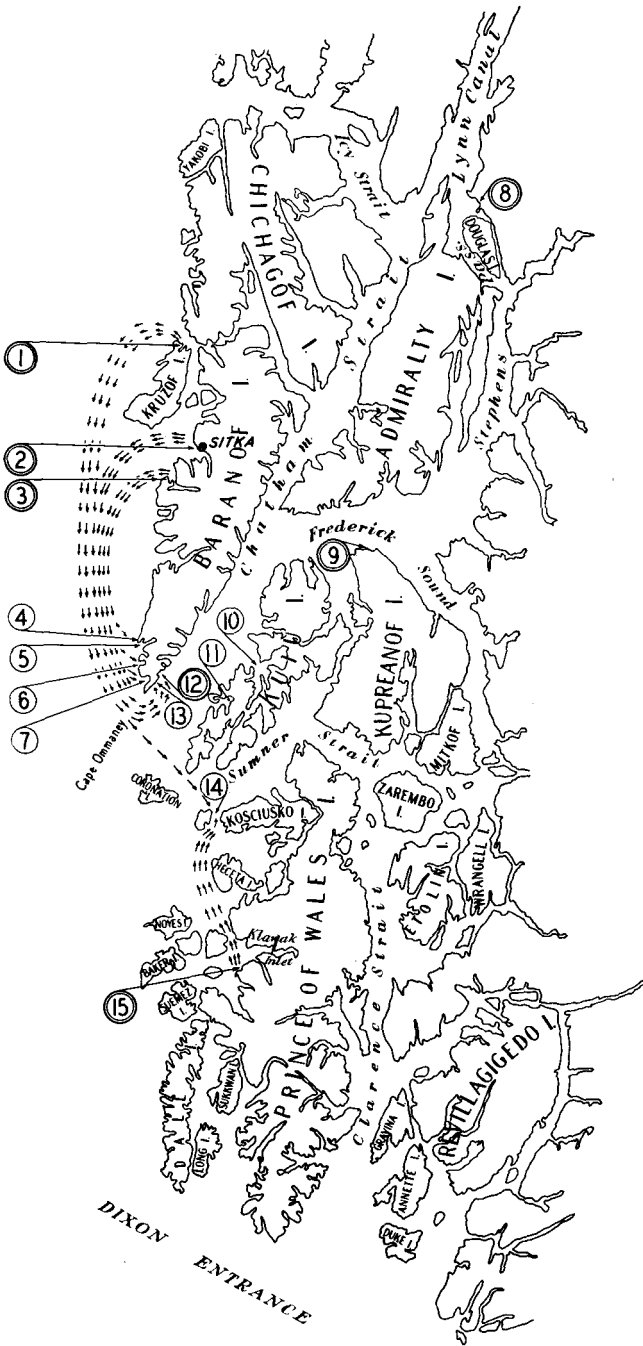 Lynn Canal
Icy Strait
YAKOBI I.
CHICHAGOF I.
8
DOUGLAS I.
Strait
ADMIRALTY I.
Stephens
1
KRUZOF I.
2
SITKA
3
BARANOF I.
Chatham
Frederick
Sound
9
4
5
6
7
10
11
12
13
KUIU I.
KUPREANOF I.
MITKOF I.
Cape Ommaney
Sumner Strait
CORONATION
14
KOSCIUSKO I.
ZAREMBO
I.
HECETA I.
ETOLIN I.
WRANGELL I.
NOYES I.
BAKER I.
Klawak
Inlet
15
SUEMEZ
I.
PRINCE OF WALES I.
Clarence Strait
REVILLAGIGEDO I.
DALL
SUKKWAN I.
LONG I.
GRAVINA I.
ANNETTE I.
DUKE I.
DIXON ENTRANCE